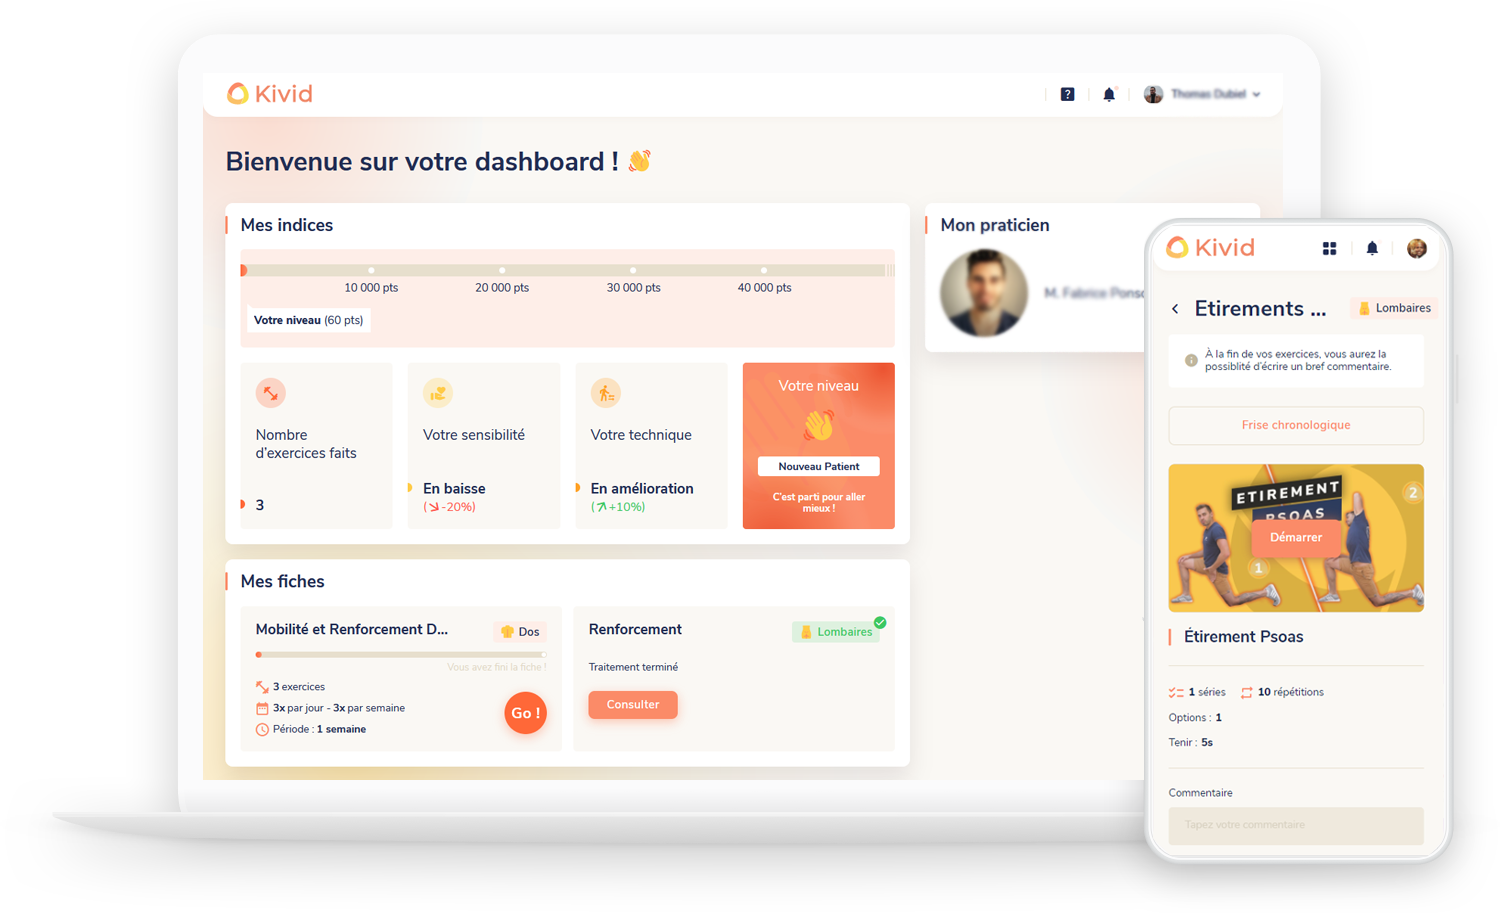 Kivid
?
Thomas Dubiel
Bienvenue sur votre dashboard !
Mes indices
10 000 pts
20 000 pts
30 000 pts
40 000 pts
Votre niveau (60 pts)
Nombre
d'exercices faits
3
Votre sensibilité
En baisse
(-20%)
Votre technique
En amélioration
(+10%)
Votre niveau
Nouveau Patient
C'est parti pour aller
mieux !
Mon praticien
M. Fabrice
Mes fiches
Mobilité et Renforcement D...
Dos
Vous avez fini la fiche !
3 exercices
3x par jour - 3x par semaine
Période : 1 semaine
Go !
Renforcement
Lombaires
Traitement terminé
Consulter
Kivid
Etirements ...
Lombaires
À la fin de vos exercices, vous aurez la
possiblité d'écrire un bref commentaire.
Frise chronologique
ETIREMENT
PSOAS
2
Démarrer
1
Étirement Psoas
1 séries
10 répétitions
Options : 1
Tenir : 5s
Commentaire
Tapez votre commentaire